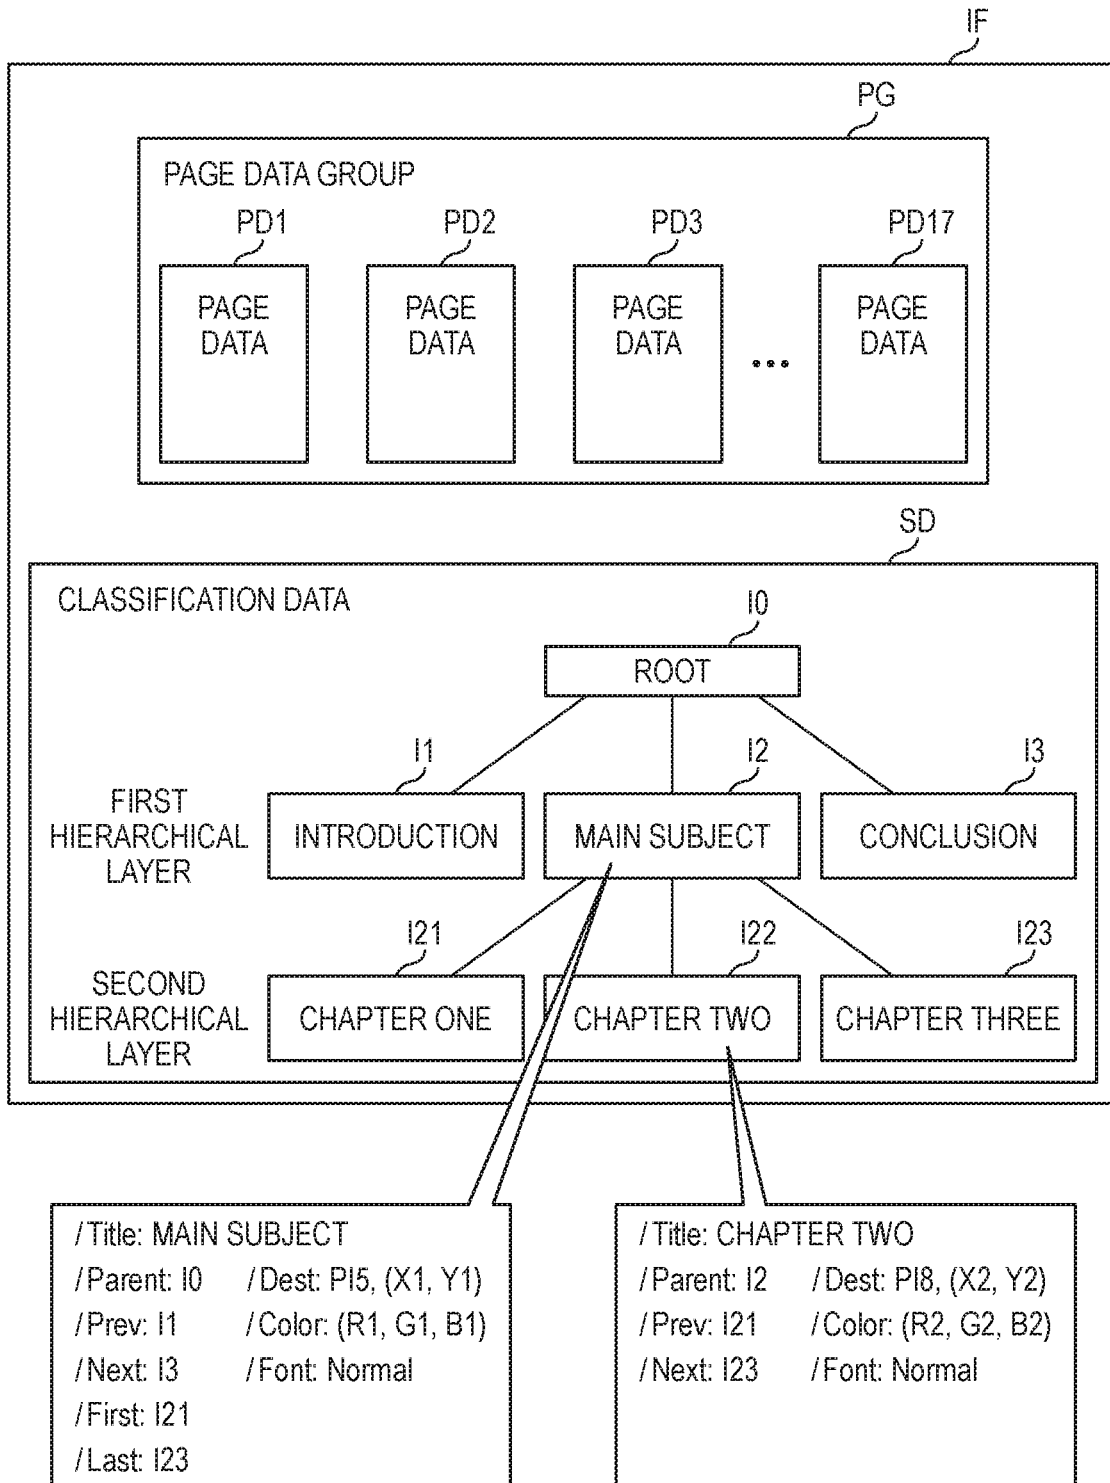 IF
PG
PAGE DATA GROUP
PD1 PD2 PD3 PD17
PAGE PAGE PAGE PAGE
DATA DATA DATA DATA
...
SD
CLASSIFICATION DATA
I0
ROOT
I1 I2 I3
FIRST
HIERARCHICAL
LAYER
INTRODUCTION MAIN SUBJECT CONCLUSION
I21 I22 I23
SECOND
HIERARCHICAL
LAYER
CHAPTER ONE CHAPTER TWO CHAPTER THREE
/Title: MAIN SUBJECT
/Parent: I0 /Dest: PI5, (X1, Y1)
/Prev: I1 /Color: (R1, G1, B1)
/Next: I3 /Font: Normal
/First: I21
/Last: I23
/Title: CHAPTER TWO
/Parent: I2 /Dest: PI8, (X2, Y2)
/Prev: I21 /Color: (R2, G2, B2)
/Next: I23 /Font: Normal